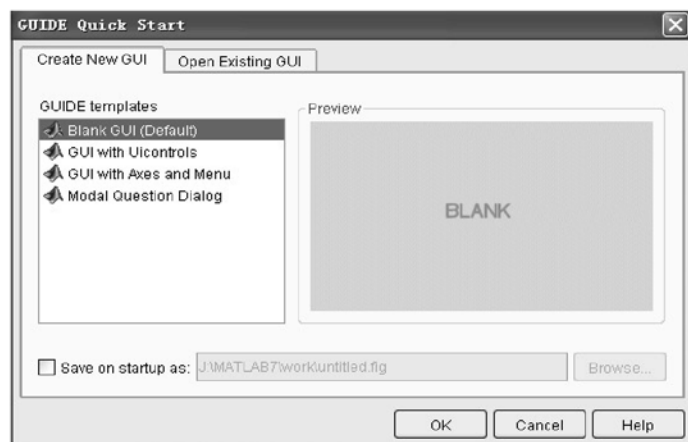 GUIDE Quick Start
Create New GUI
Open Existing GUI
GUIDE templates
Blank GUI (Default)
GUI with Uicontrols
GUI with Axes and Menu
Modal Question Dialog
Preview
BLANK
Save on startup as:
J:\MATLAB7\work\untitled.fig
Browse...
OK
Cancel
Help